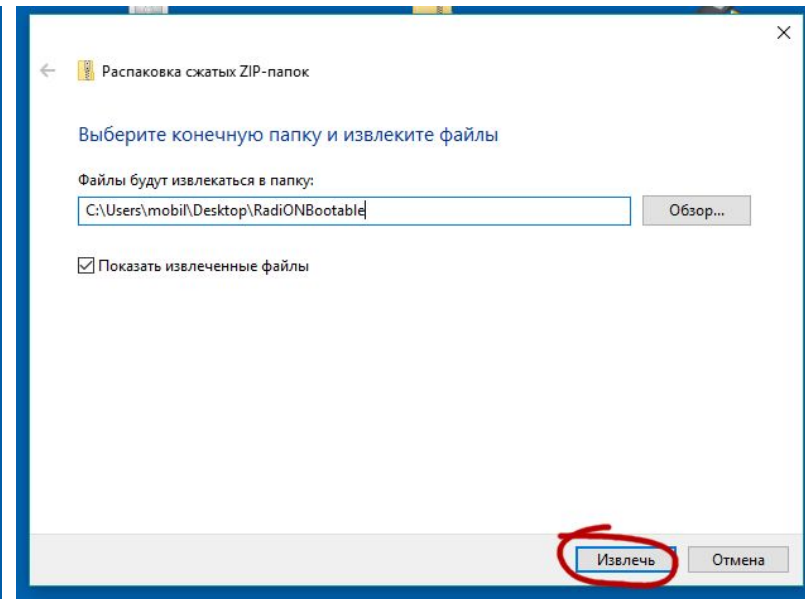 Распаковка сжатых ZIP-папок
Выберите конечную папку и извлеките файлы
Файлы будут извлекаться в папку:
C:\Users\mobil\Desktop\RadiONBootable
Обзор...
Показать извлеченные файлы
Извлечь
Отмена